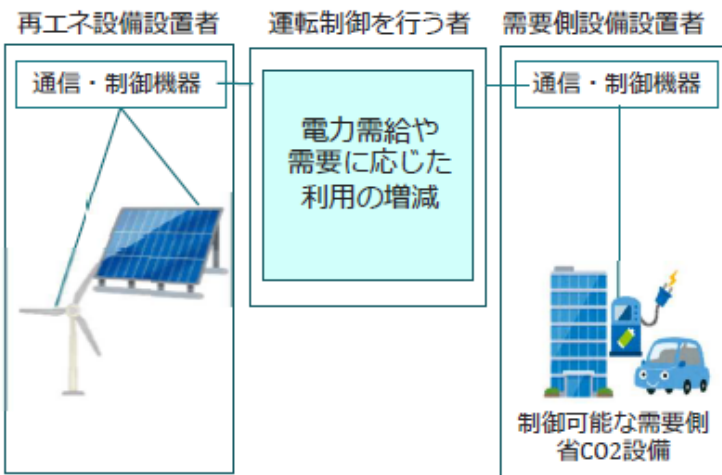 再エネ設備設置者
運転制御を行う者
需要側設備設置者
通信・制御機器
電力需給や
需要に応じた
利用の増減
通信・制御機器
制御可能な需要側
省CO2設備